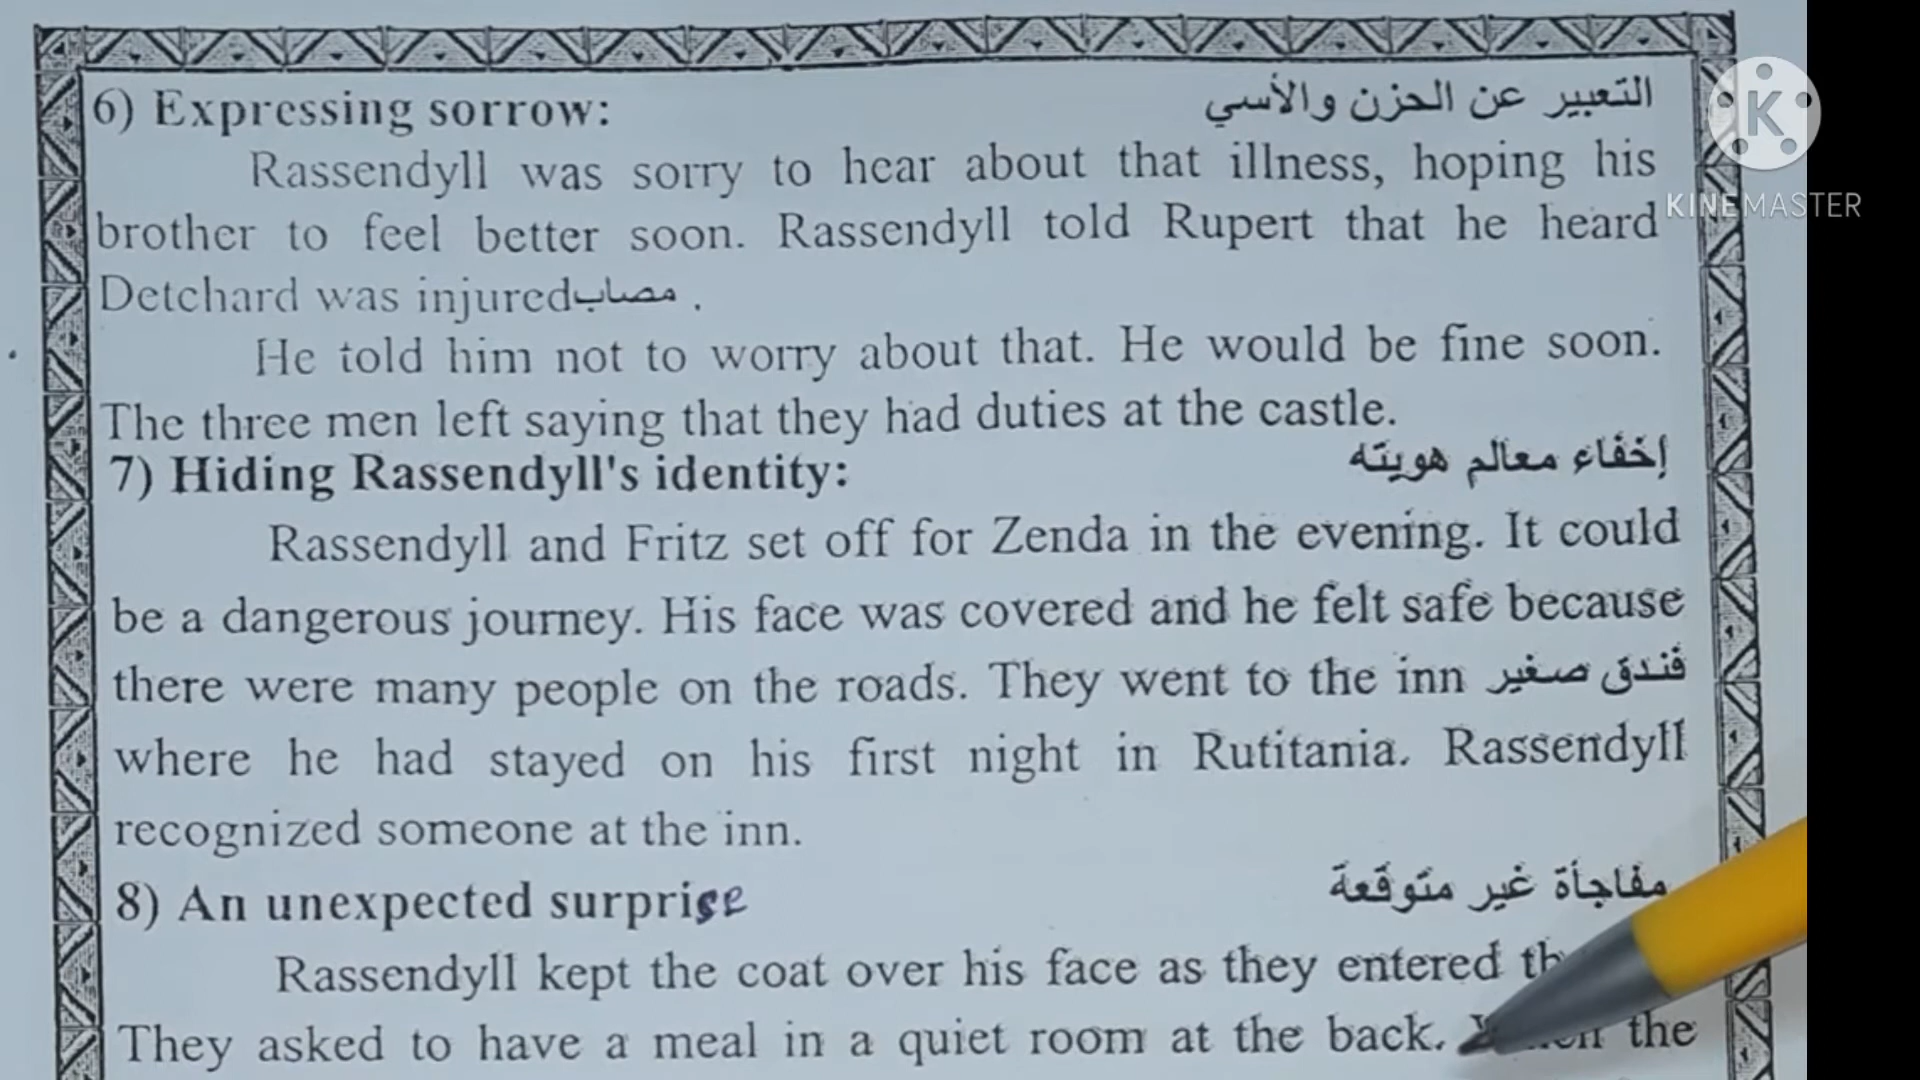 6) Expressing sorrow: التعبير عن الحزن والأسي
Rassendyll was sorry to hear about that illness, hoping his
brother to feel better soon. Rassendyll told Rupert that he heard
Detchard was injured مصاب .
He told him not to worry about that. He would be fine soon.
The three men left saying that they had duties at the castle.
7) Hiding Rassendyll's identity: إخفاء معالم هويته
Rassendyll and Fritz set off for Zenda in the evening. It could
be a dangerous journey. His face was covered and he felt safe because
there were many people on the roads. They went to the inn فندق صغير
where he had stayed on his first night in Rutitania. Rassendyll
recognized someone at the inn.
8) An unexpected surprise مفاجأة غير متوقعة
Rassendyll kept the coat over his face as they entered
They asked to have a meal in a quiet room at the back. the
K
KINEMASTER